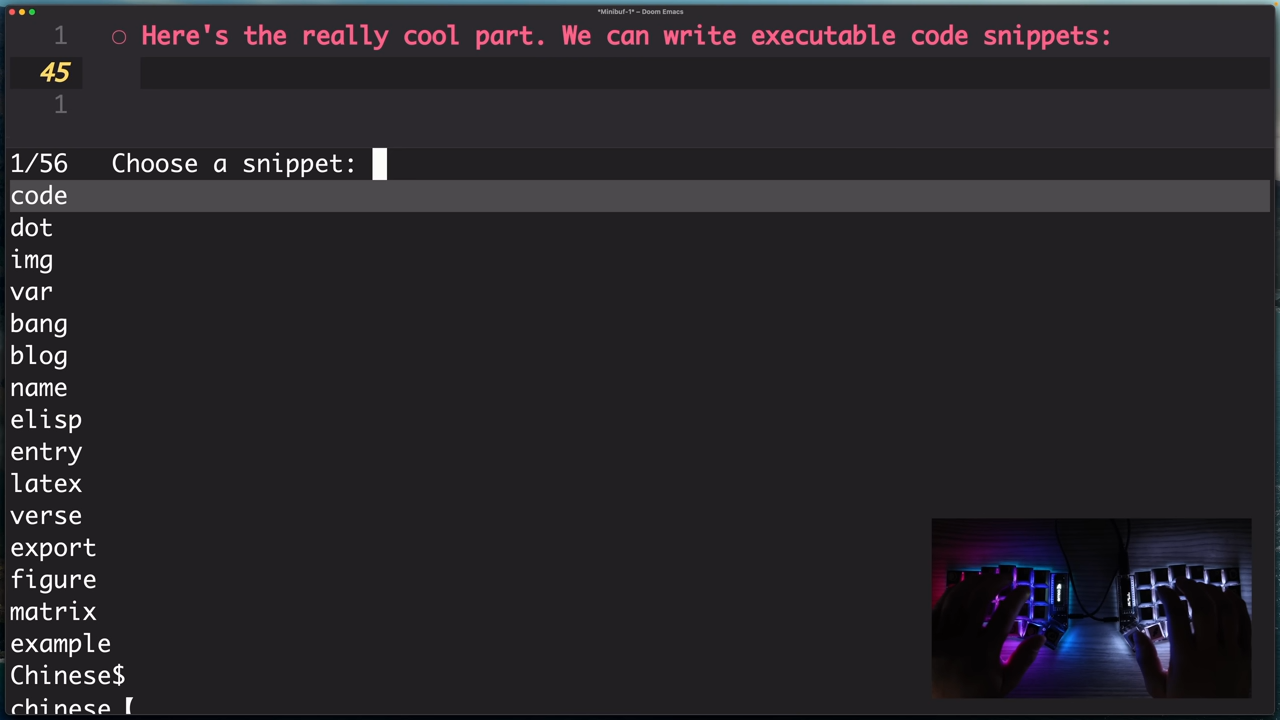 *Minibuf-1* – Doom Emacs
1 ○ Here's the really cool part. We can write executable code snippets:
45
1
1/56 Choose a snippet:
code
dot
img
var
bang
blog
name
elisp
entry
latex
verse
export
figure
matrix
example
Chinese$
chinese [